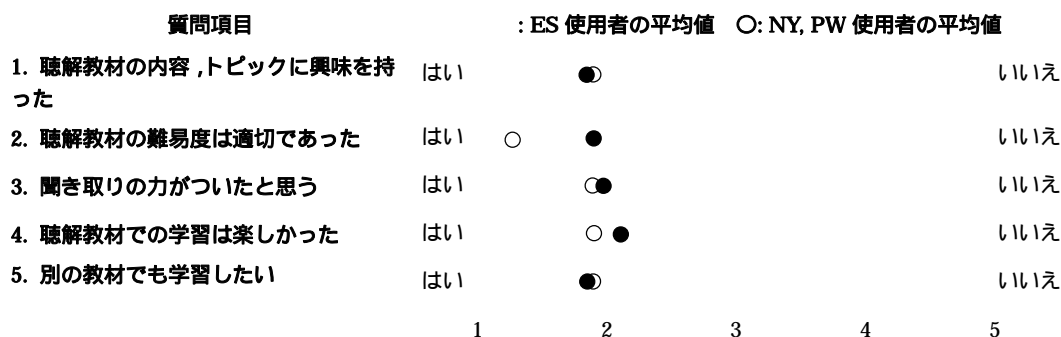 質問項目 : ES 使用者の平均値 ○: NY, PW 使用者の平均値
1. 聴解教材の内容 ,トピックに興味を持 はい いいえ
った
2. 聴解教材の難易度は適切であった はい いいえ
3. 聞き取りの力がついたと思う はい いいえ
4. 聴解教材での学習は楽しかった はい いいえ
5. 別の教材でも学習したい はい いいえ
1 2 3 4 5